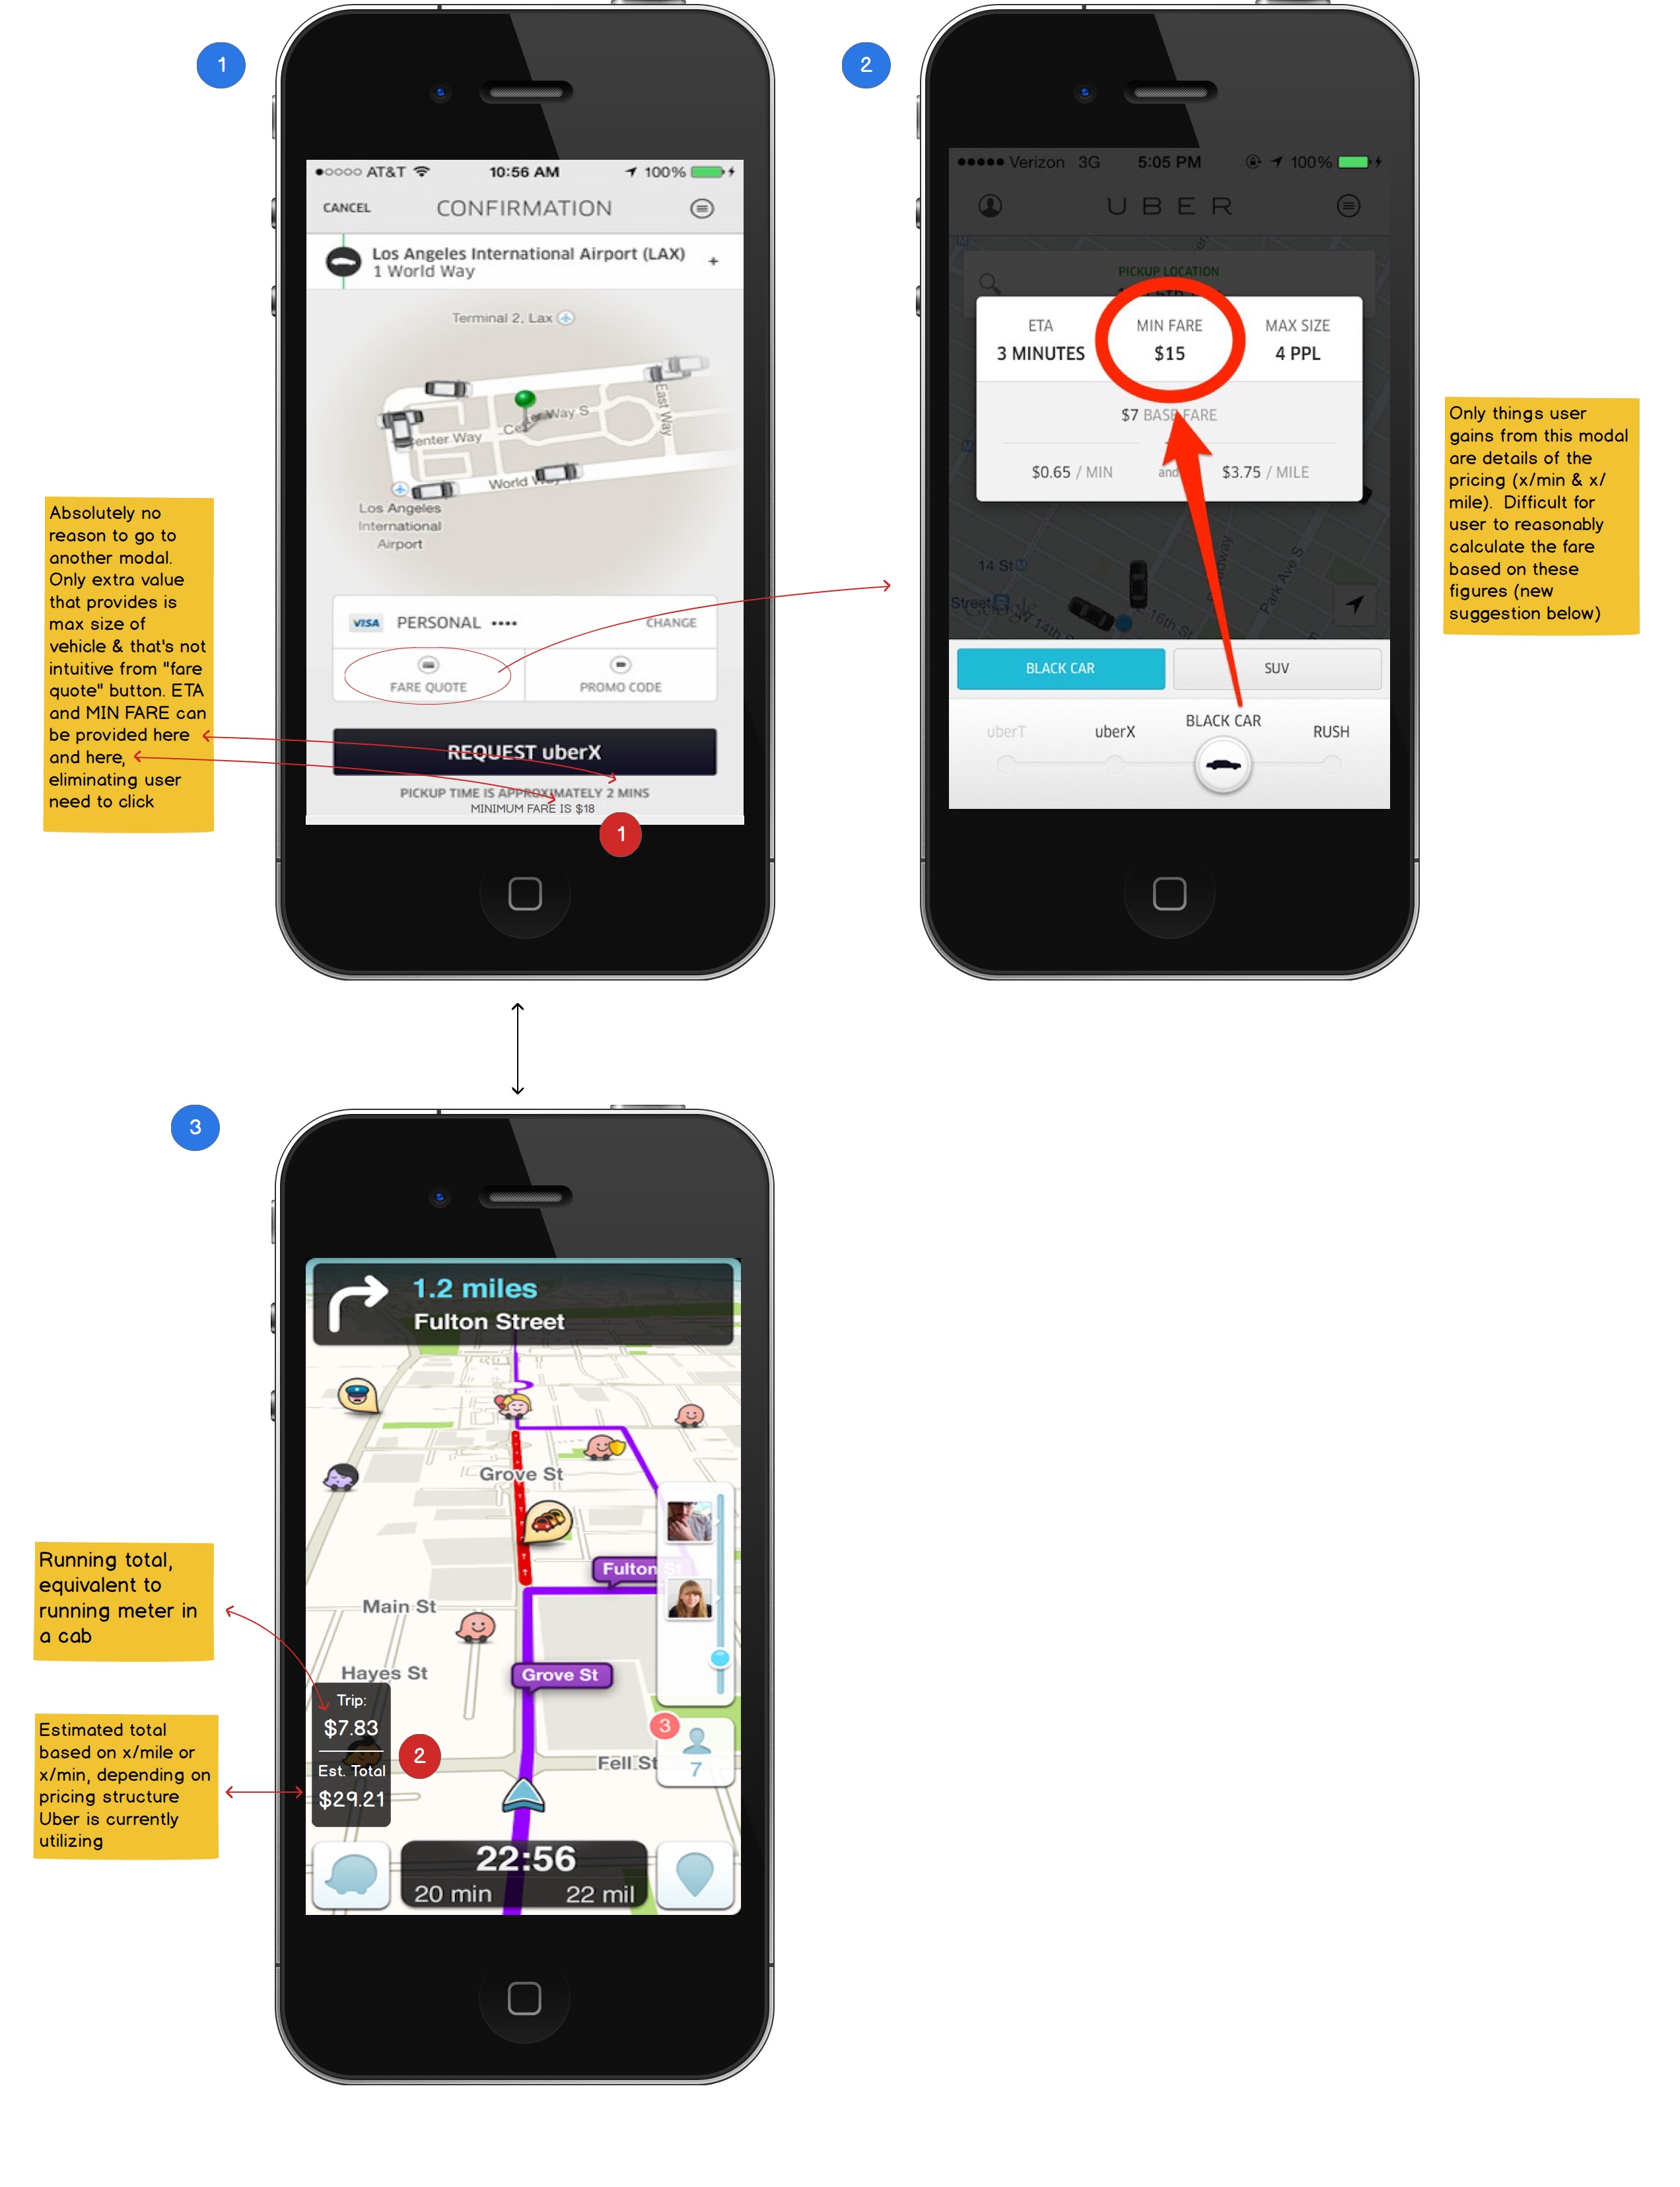 1
AT&T 10:56 AM 100%
CANCEL CONFIRMATION
Los Angeles International Airport (LAX)
1 World Way
+
Terminal 2, Lax
East Way
Center Way S
Center Way
World Way
Los Angeles
International
Airport
VISA PERSONAL •••• CHANGE
FARE QUOTE PROMO CODE
REQUEST uberX
PICKUP TIME IS APPROXIMATELY 2 MINS
MINIMUM FARE IS $18
1
Absolutely no
reason to go to
another modal.
Only extra value
that provides is
max size of
vehicle & that's not
intuitive from "fare
quote" button. ETA
and MIN FARE can
be provided here
and here,
eliminating user
need to click
2
Verizon 3G 5:05 PM 100%
UBER
PICKUP LOCATION
ETA MIN FARE MAX SIZE
3 MINUTES $15 4 PPL
$7 BASE FARE
$0.65 / MIN and $3.75 / MILE
14 St
Street
Google
W 14th St
E 16th St
Park Ave S
BLACK CAR SUV
uberT uberX BLACK CAR RUSH
Only things user
gains from this modal
are details of the
pricing (x/min & x/
mile). Difficult for
user to reasonably
calculate the fare
based on these
figures (new
suggestion below)
3
1.2 miles
Fulton Street
Grove St
Fulton St
Main St
Hayes St
Grove St
Trip:
$7.83
Est. Total
$29.21
2
3
7
Fell St
22:56
20 min 22 mil
Running total,
equivalent to
running meter in
a cab
Estimated total
based on x/mile or
x/min, depending on
pricing structure
Uber is currently
utilizing